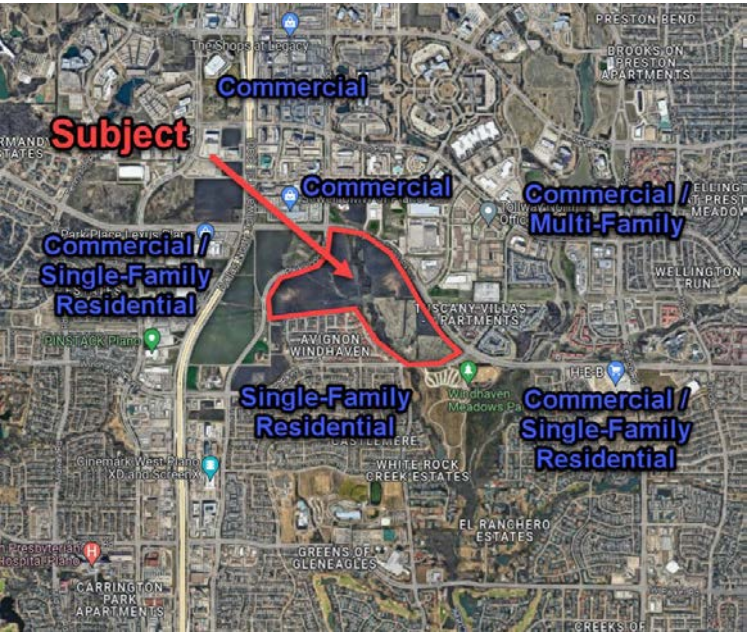 PRESTON BEND
The Shops at Legacy
BROOKS ON
PRESTON
APARTMENTS
Commercial
Subject
Commercial
Commercial /
Multi-Family
WELLINGTON
RUN
Commercial /
Single-Family
Residential
TUSCANY VILLAS
APARTMENTS
PINSTACK Plano
AVIGNON
WINDHAVEN
H-E-B
Windhaven
Meadows Pa
Single-Family
Residential
Commercial /
Single-Family
Residential
CASTLEMERE
Cinemark West Plano
XD and ScreenX
WHITE ROCK
CREEK ESTATES
EL RANCHERO
ESTATES
Presbyterian
Hospital Plano
H
GREENS OF
GLENEAGLES
CARRINGTON
PARK
APARTMENTS
CREEKS OF